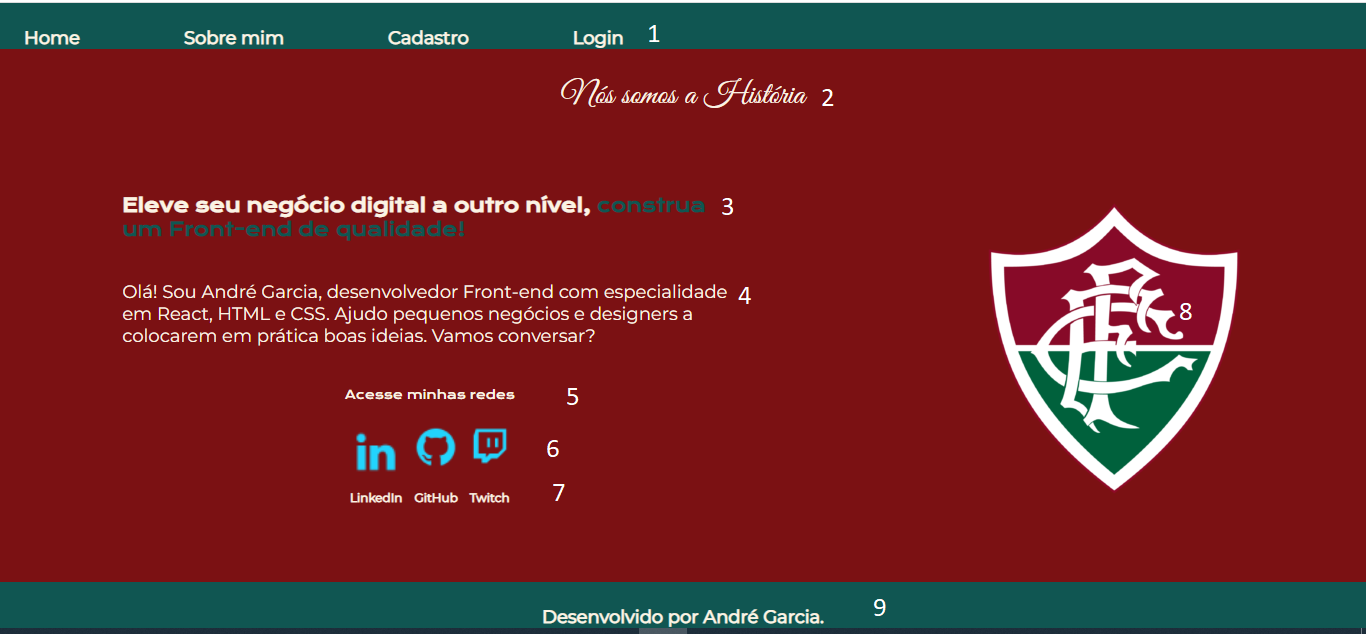 Home Sobre mim Cadastro Login 1
Nós somos a História 2
Eleve seu negócio digital a outro nível, construa 3
um Front-end de qualidade!
Olá! Sou André Garcia, desenvolvedor Front-end com especialidade 4
em React, HTML e CSS. Ajudo pequenos negócios e designers a
colocarem em prática boas ideias. Vamos conversar?
Acesse minhas redes 5
in 6
LinkedIn GitHub Twitch 7
FFC 8
Desenvolvido por André Garcia. 9